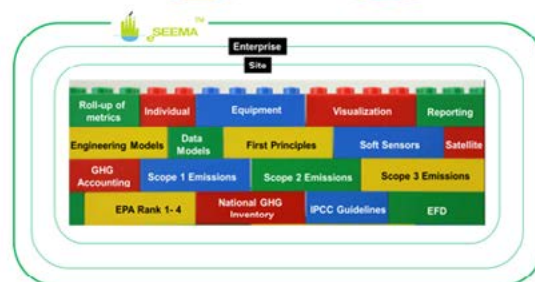 eSEEMA™
Enterprise
Site
Roll-up of metrics Individual Equipment Visualization Reporting
Engineering Models Data Models First Principles Soft Sensors Satellite
GHG Accounting Scope 1 Emissions Scope 2 Emissions Scope 3 Emissions
EPA Rank 1- 4 National GHG Inventory IPCC Guidelines EFD